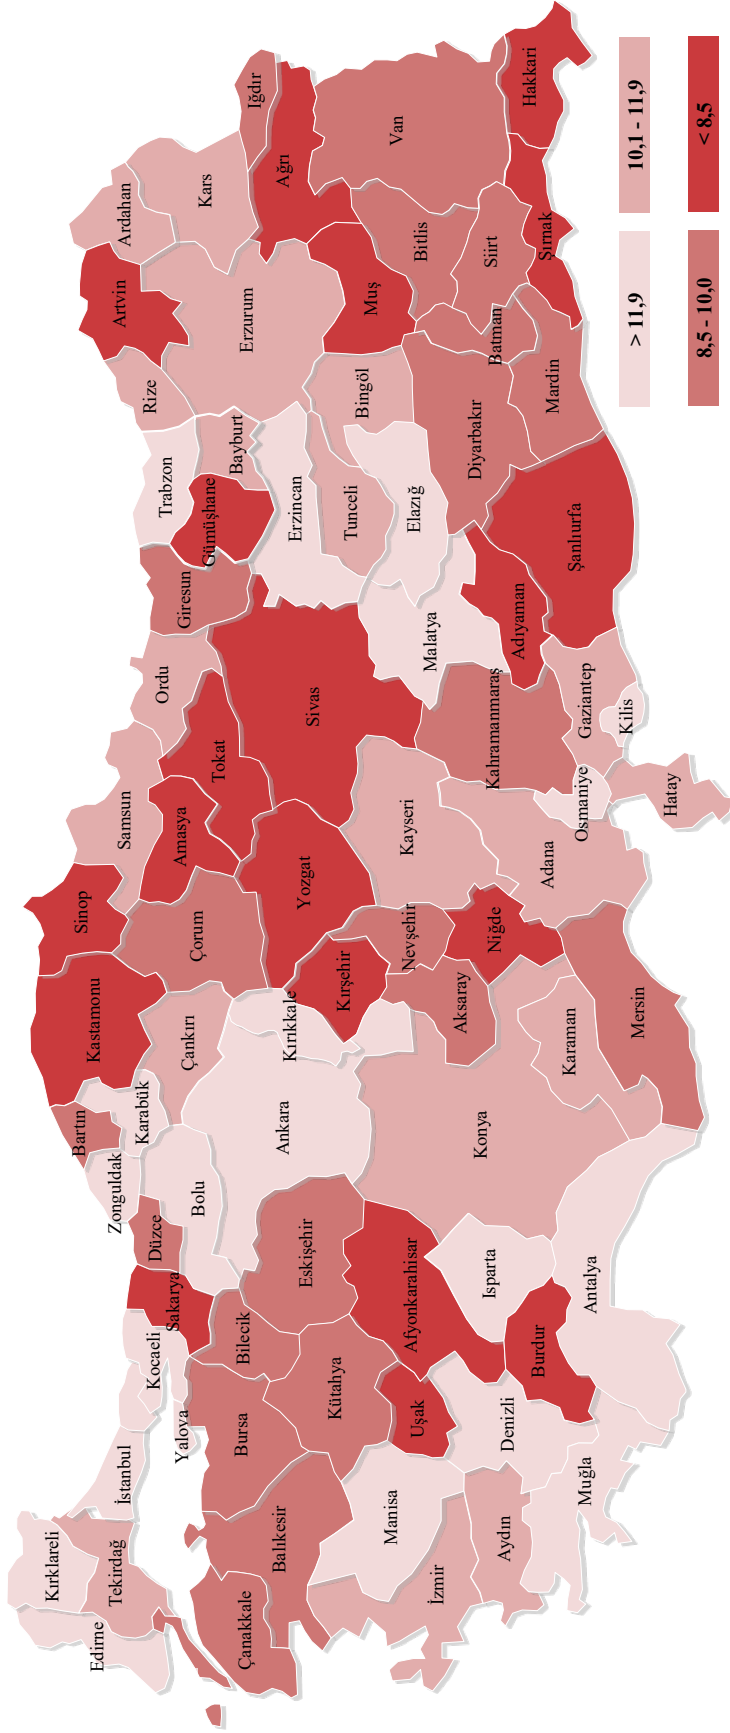 Kırklareli
Edirne
Tekirdağ
İstanbul
Kocaeli
Yalova
Sakarya
Düzce
Zonguldak
Bartın
Karabük
Bolu
Kastamonu
Çankırı
Sinop
Çorum
Samsun
Amasya
Tokat
Ordu
Giresun
Gümüşhane
Trabzon
Bayburt
Rize
Artvin
Ardahan
Kars
Iğdır
Ağrı
Erzurum
Erzincan
Tunceli
Bingöl
Muş
Van
Bitlis
Siirt
Hakkari
Şırnak
Batman
Mardin
Diyarbakır
Elazığ
Malatya
Adıyaman
Şanlıurfa
Sivas
Yozgat
Kırşehir
Kırıkkale
Ankara
Eskişehir
Bilecik
Bursa
Balıkesir
Çanakkale
Kütahya
Manisa
İzmir
Uşak
Afyonkarahisar
Aydın
Denizli
Muğla
Burdur
Isparta
Antalya
Konya
Karaman
Mersin
Aksaray
Nevşehir
Niğde
Kayseri
Adana
Kahramanmaraş
Osmaniye
Gaziantep
Kilis
Hatay
> 11,9
10,1 - 11,9
8,5 - 10,0
< 8,5